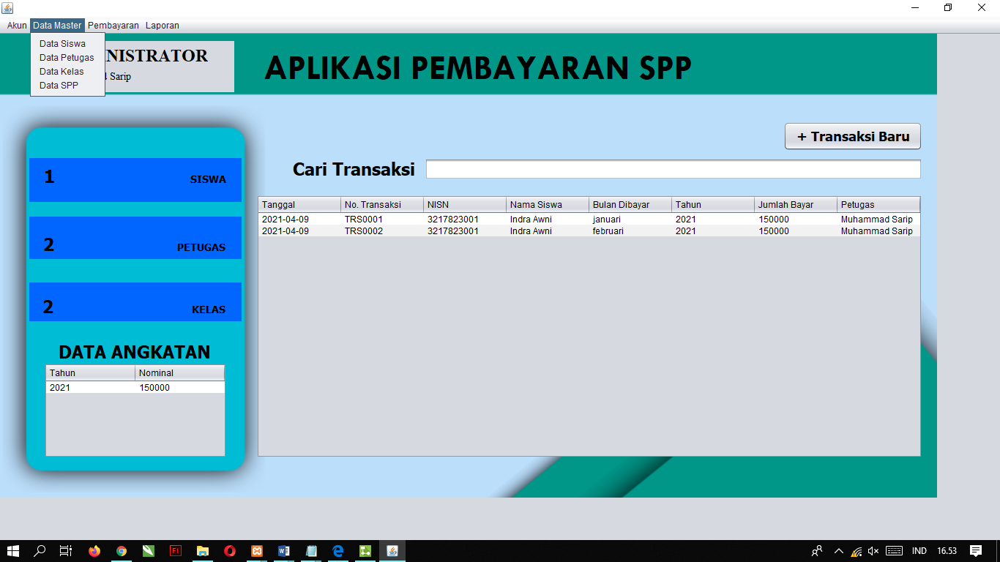 Akun Data Master Pembayaran Laporan
Data Siswa
Data Petugas
Data Kelas
Data SPP
NISTRATOR
Sarip
APLIKASI PEMBAYARAN SPP
+ Transaksi Baru
Cari Transaksi
1 SISWA
2 PETUGAS
2 KELAS
DATA ANGKATAN
Tahun Nominal
2021 150000
Tanggal No. Transaksi NISN Nama Siswa Bulan Dibayar Tahun Jumlah Bayar Petugas
2021-04-09 TRS0001 3217823001 Indra Awni januari 2021 150000 Muhammad Sarip
2021-04-09 TRS0002 3217823001 Indra Awni februari 2021 150000 Muhammad Sarip
IND 16.53